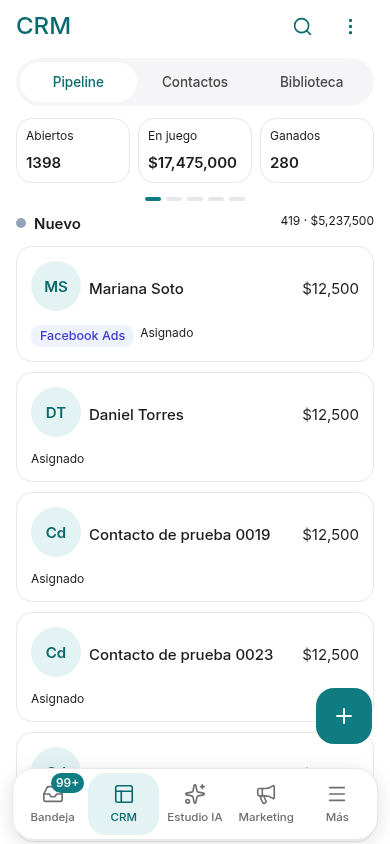 CRM
Pipeline
Contactos
Biblioteca
Abiertos
1398
En juego
$17,475,000
Ganados
280
Nuevo
419 · $5,237,500
MS
Mariana Soto
$12,500
Facebook Ads
Asignado
DT
Daniel Torres
$12,500
Asignado
Cd
Contacto de prueba 0019
$12,500
Asignado
Cd
Contacto de prueba 0023
$12,500
Asignado
99+
Bandeja
CRM
Estudio IA
Marketing
Más